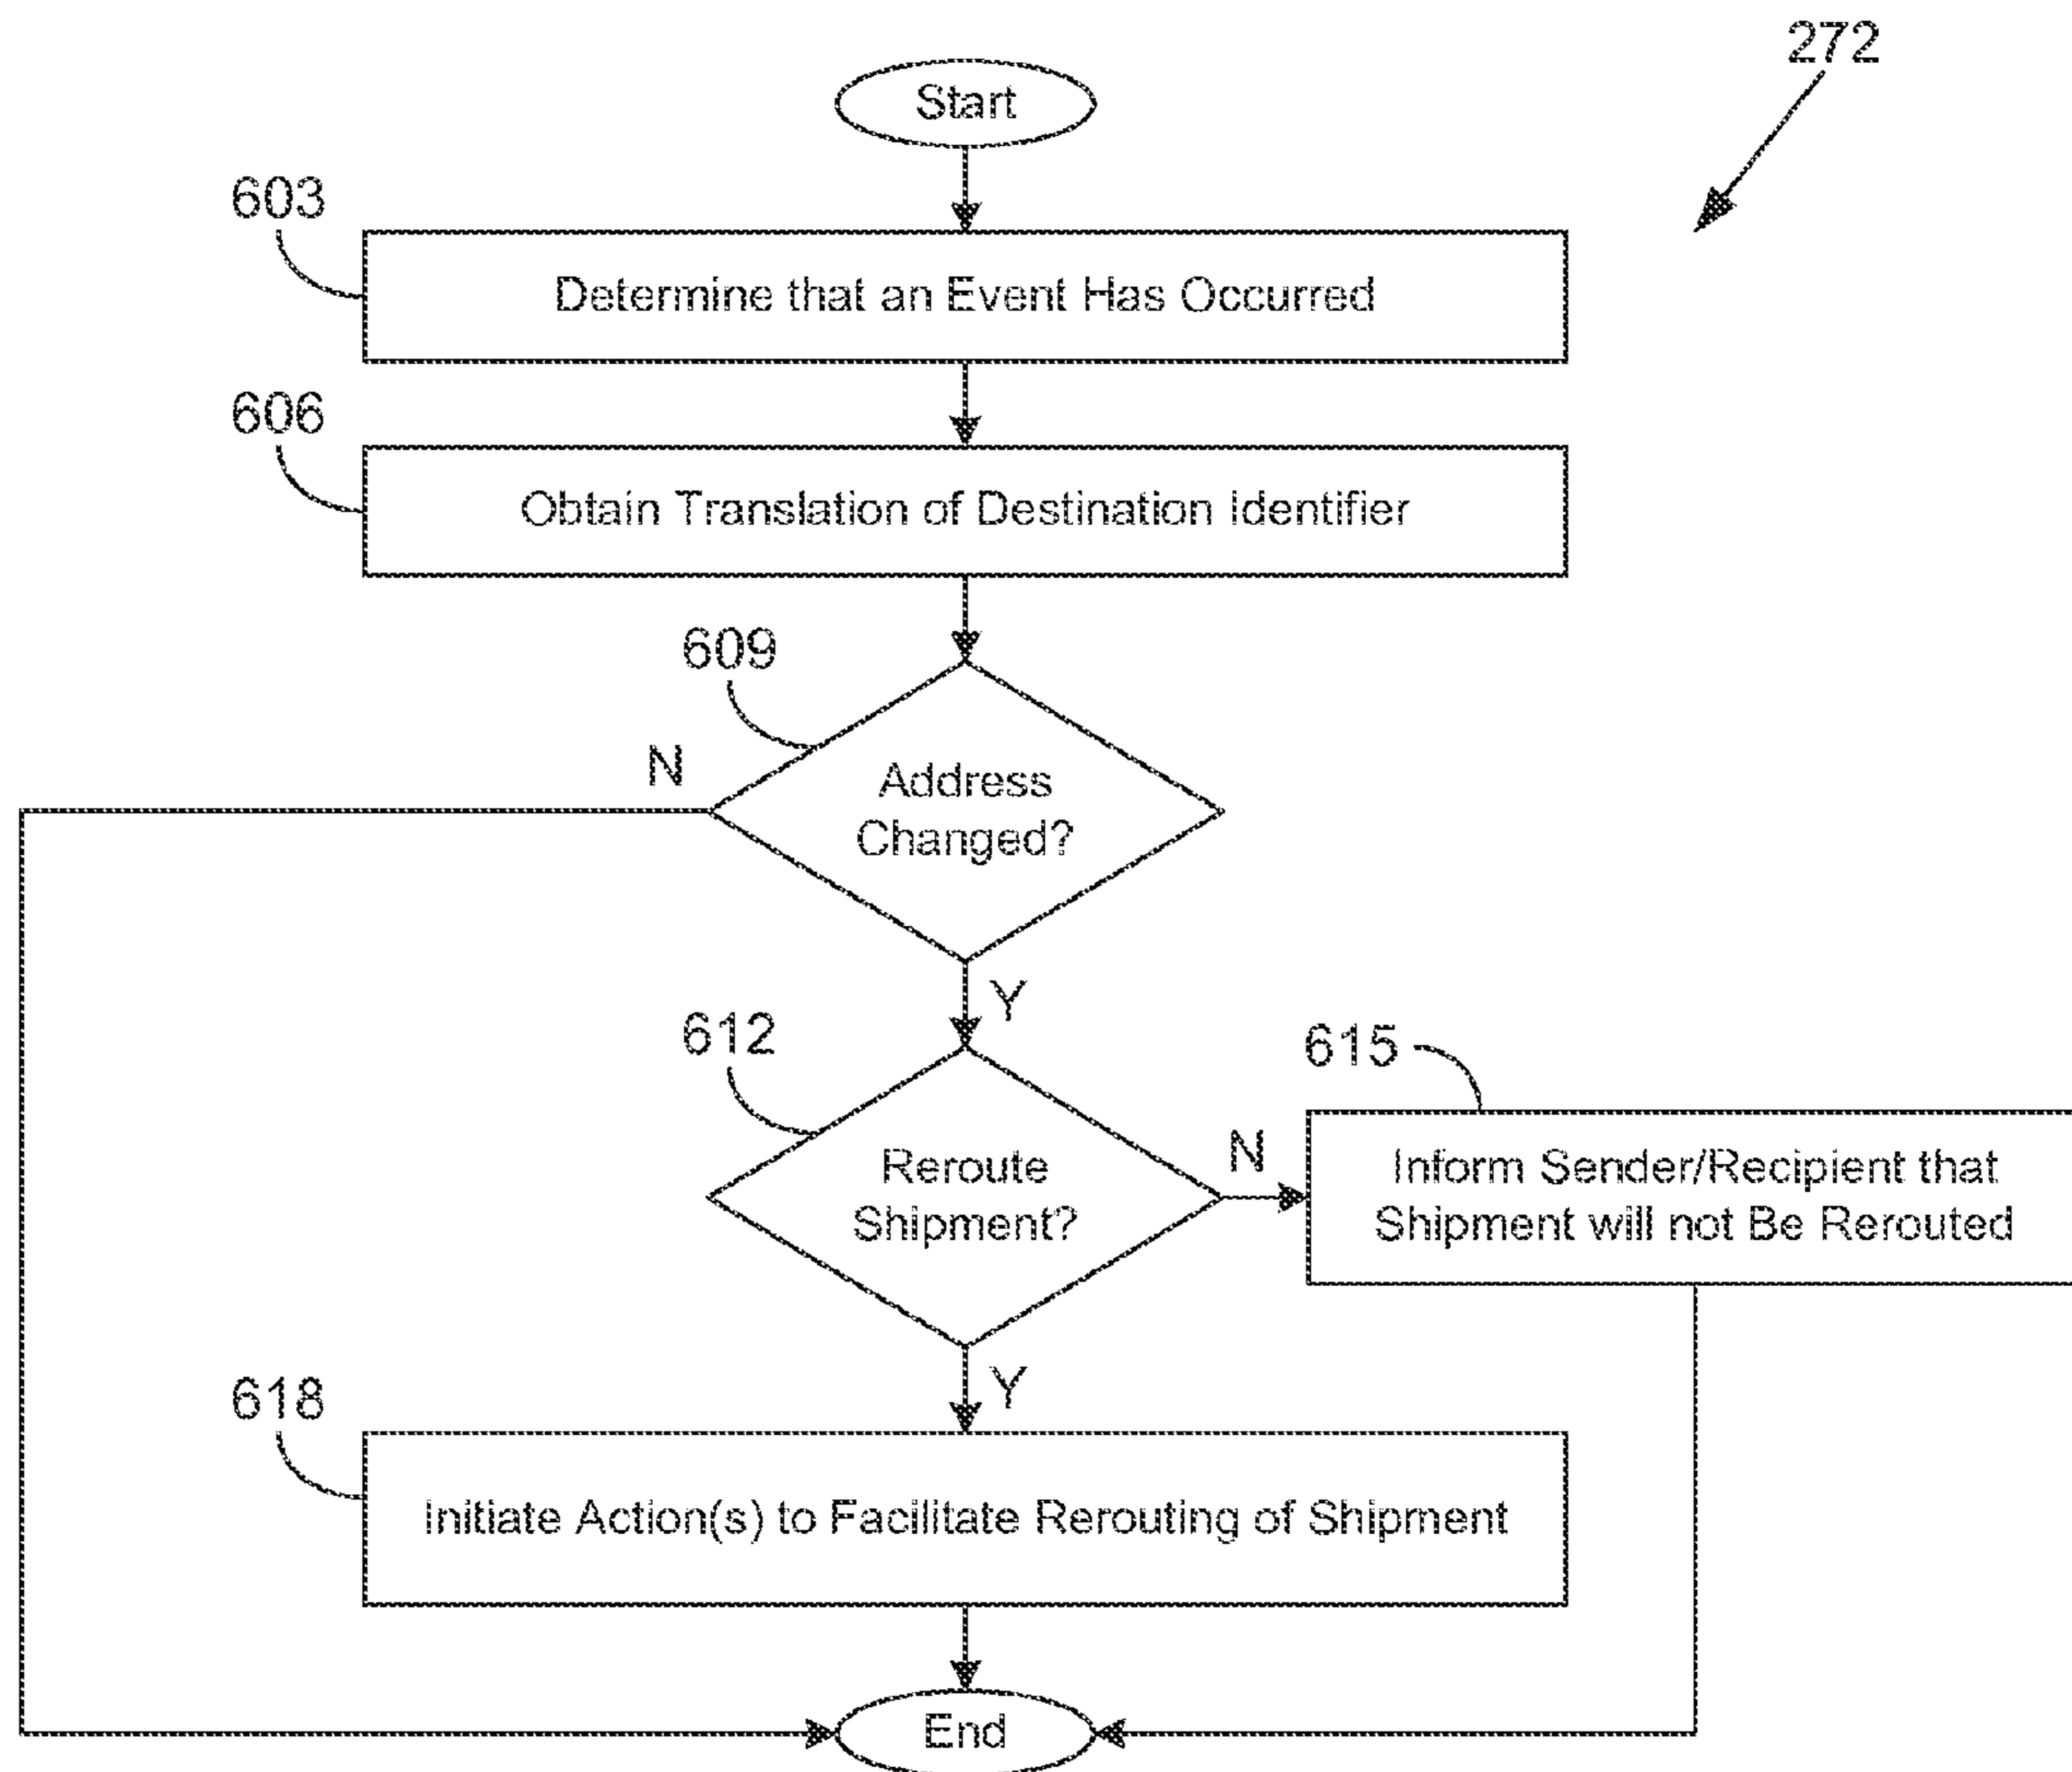 272
Start
603
Determine that an Event Has Occurred
606
Obtain Translation of Destination Identifier
609
N
Address
Changed?
Y
612
615
Reroute
Shipment?
N
Inform Sender/Recipient that
Shipment will not Be Rerouted
Y
618
Initiate Action(s) to Facilitate Rerouting of Shipment
End